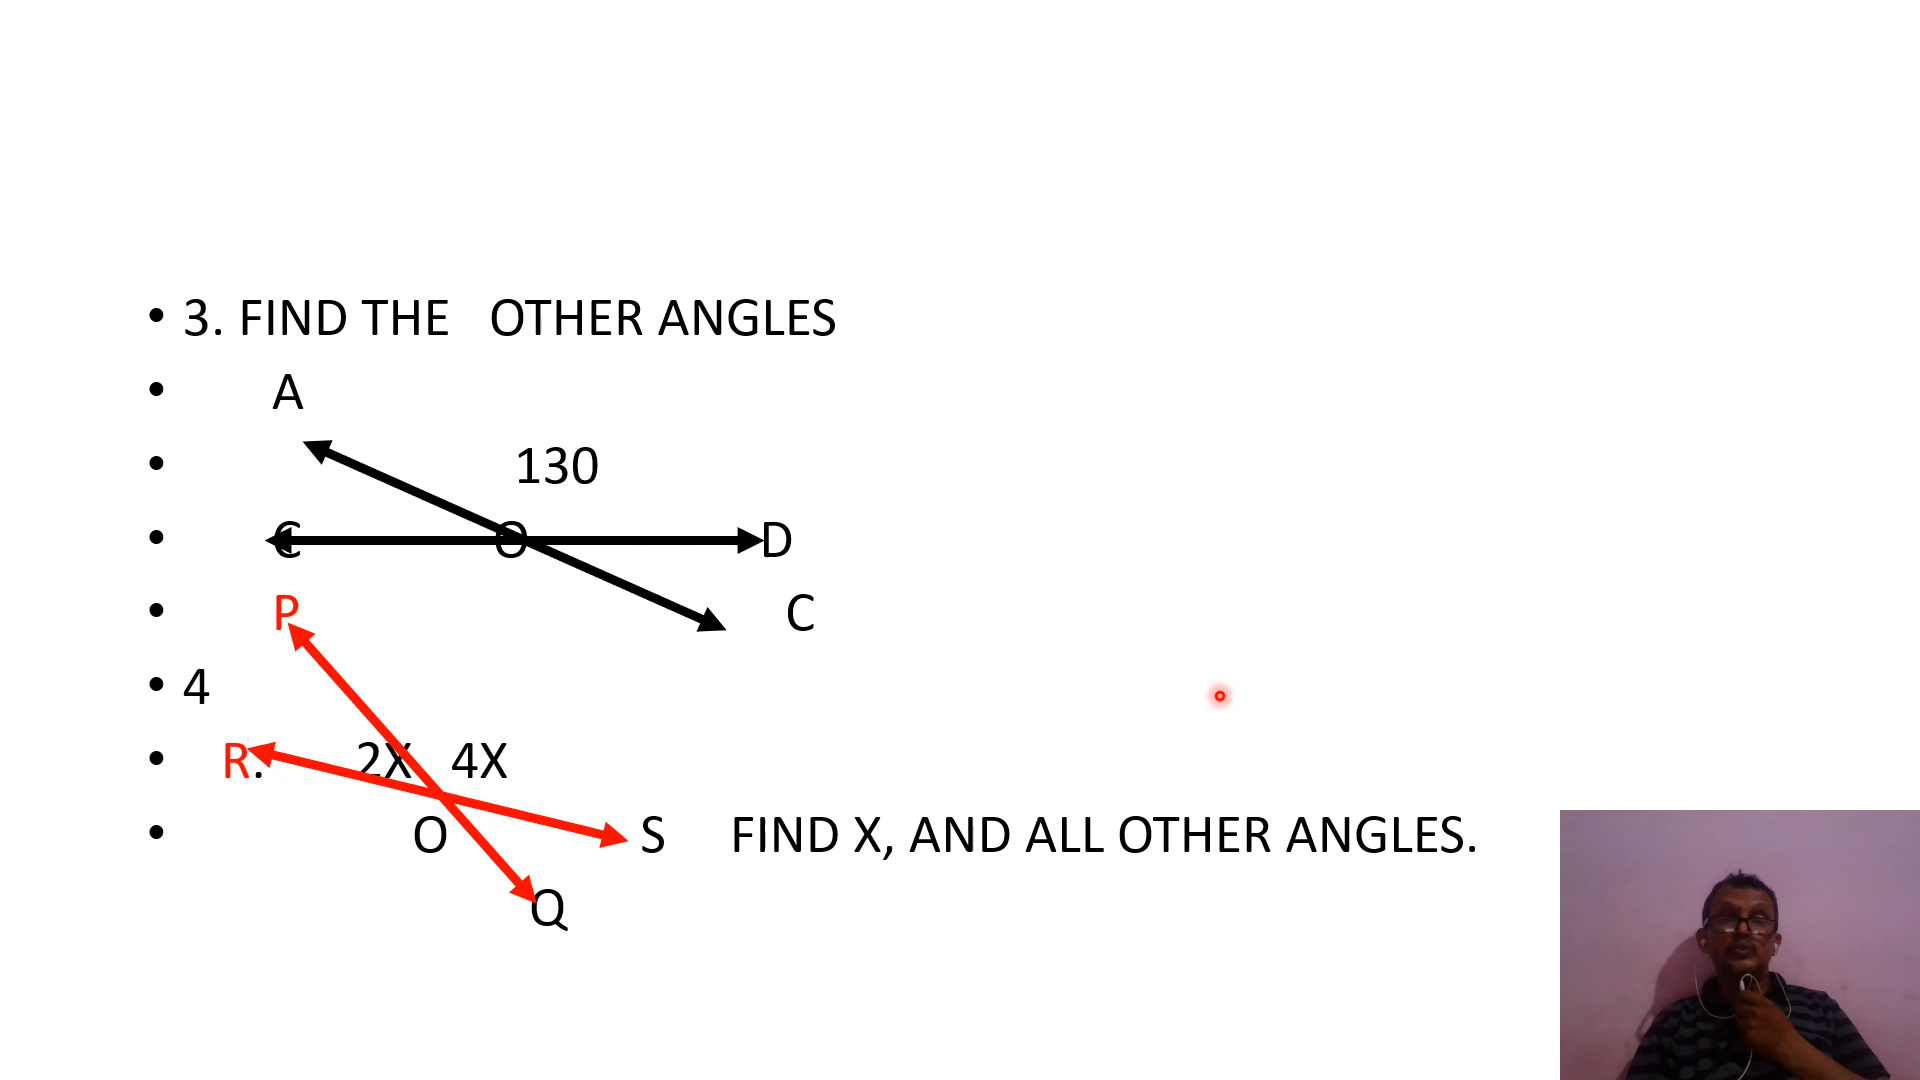 3. FIND THE OTHER ANGLES
A
130
C O D
P C
4
R. 2X 4X
O S FIND X, AND ALL OTHER ANGLES.
Q